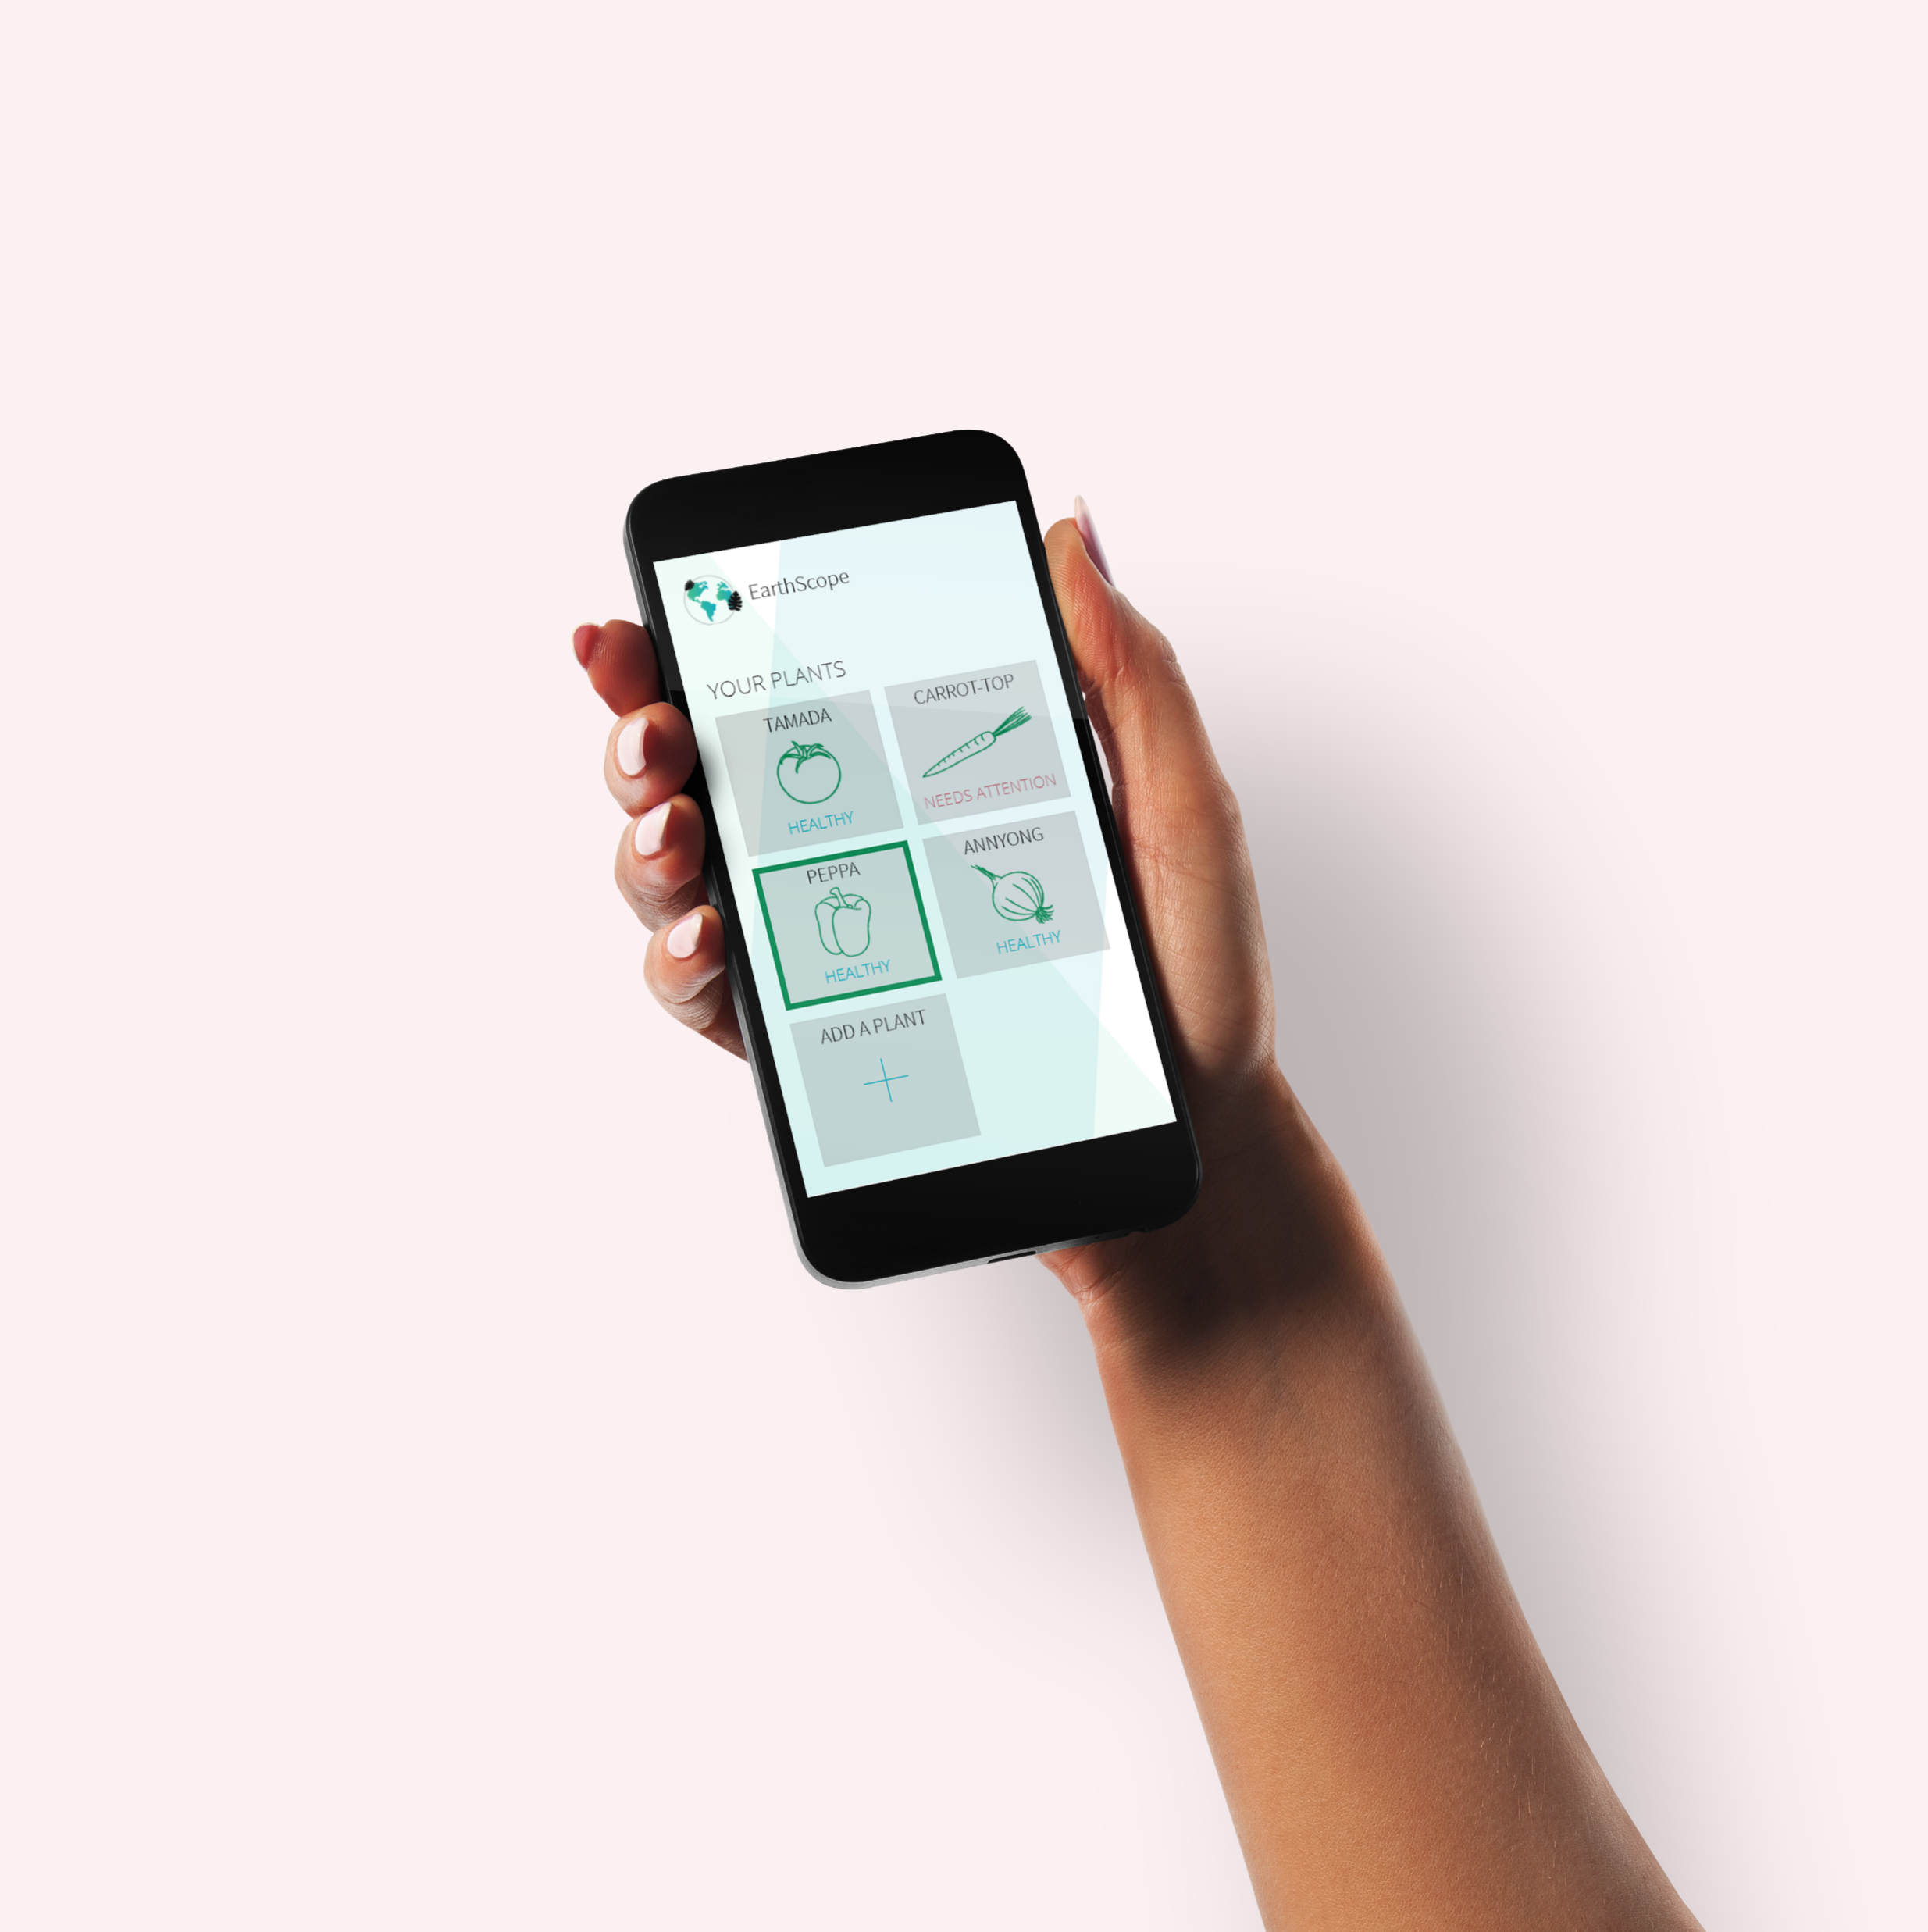 EarthScope
YOUR PLANTS
TAMADA
HEALTHY
CARROT-TOP
NEEDS ATTENTION
PEPPA
HEALTHY
ANNYONG
HEALTHY
ADD A PLANT